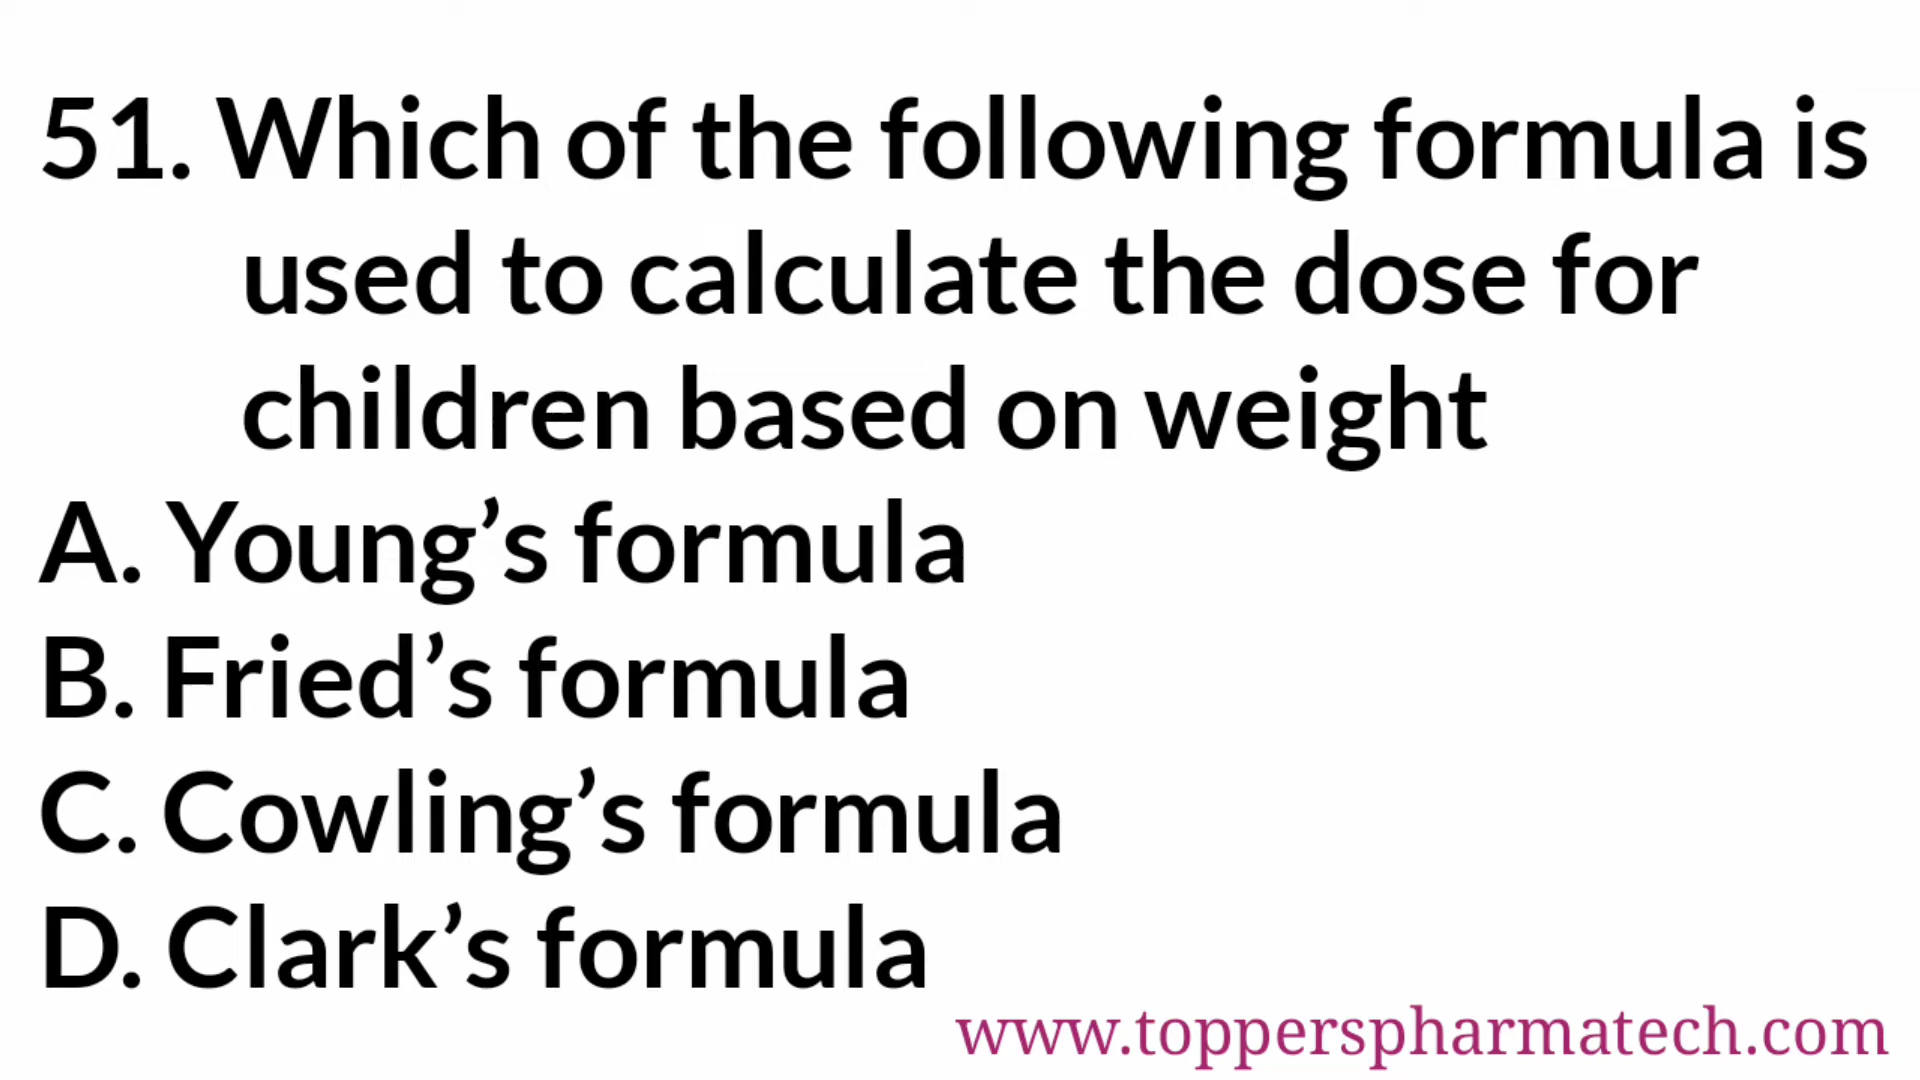 51. Which of the following formula is
used to calculate the dose for
children based on weight
A. Young’s formula
B. Fried’s formula
C. Cowling’s formula
D. Clark’s formula
www.topperspharmatech.com